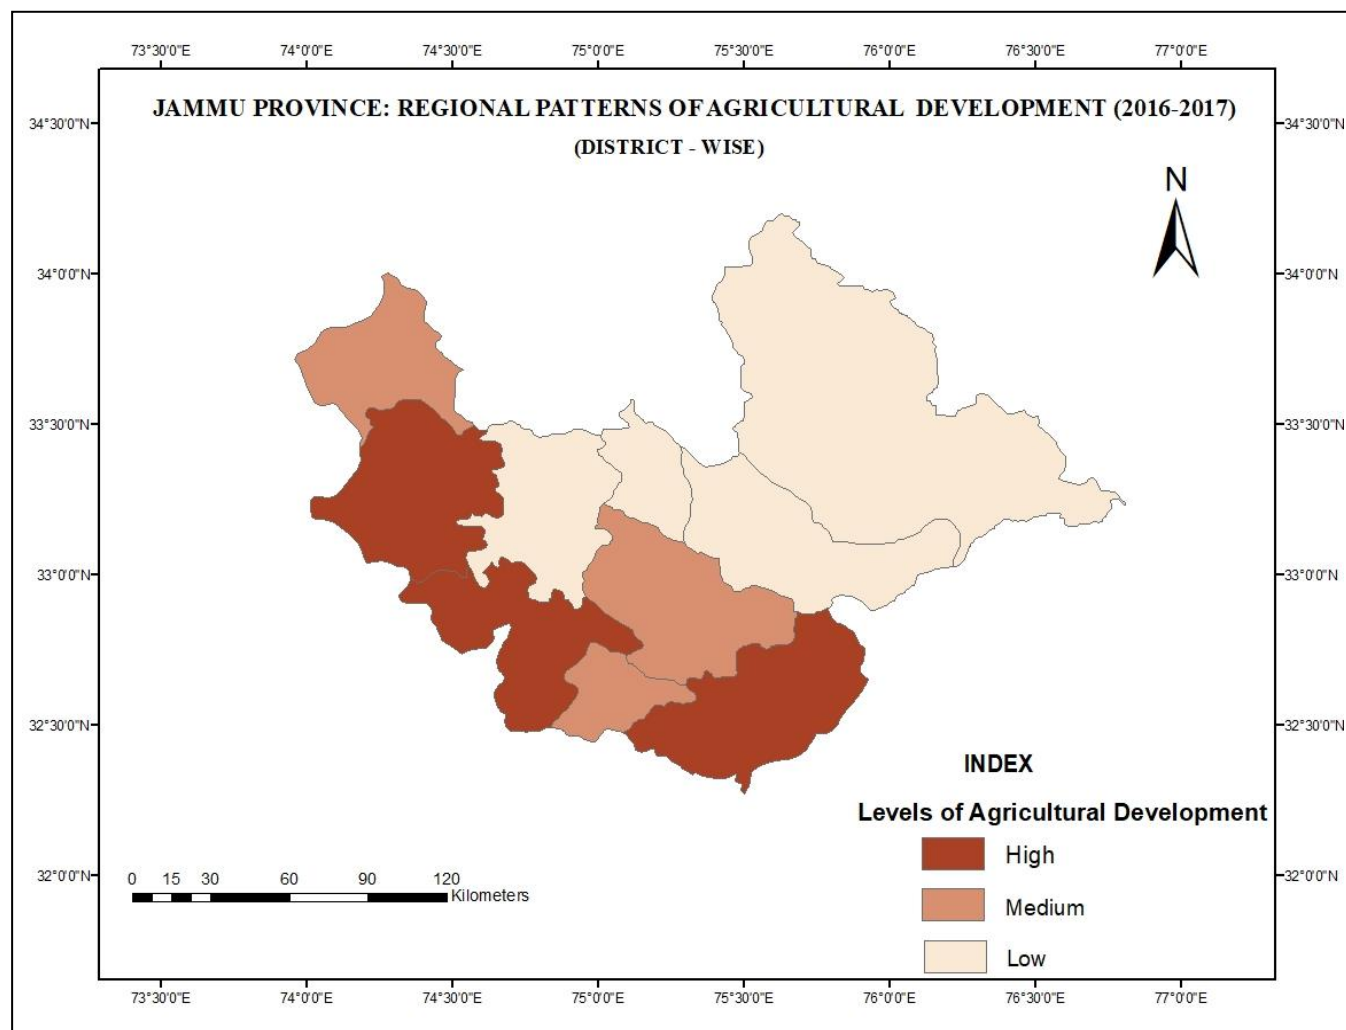 73°30'0"E 74°0'0"E 74°30'0"E 75°0'0"E 75°30'0"E 76°0'0"E 76°30'0"E 77°0'0"E
JAMMU PROVINCE: REGIONAL PATTERNS OF AGRICULTURAL DEVELOPMENT (2016-2017)
34°30'0"N 34°30'0"N
(DISTRICT - WISE)
N
34°0'0"N 34°0'0"N
33°30'0"N 33°30'0"N
33°0'0"N 33°0'0"N
32°30'0"N 32°30'0"N
INDEX
Levels of Agricultural Development
High
32°0'0"N 32°0'0"N
0 15 30 60 90 120
Kilometers
Medium
Low
73°30'0"E 74°0'0"E 74°30'0"E 75°0'0"E 75°30'0"E 76°0'0"E 76°30'0"E 77°0'0"E